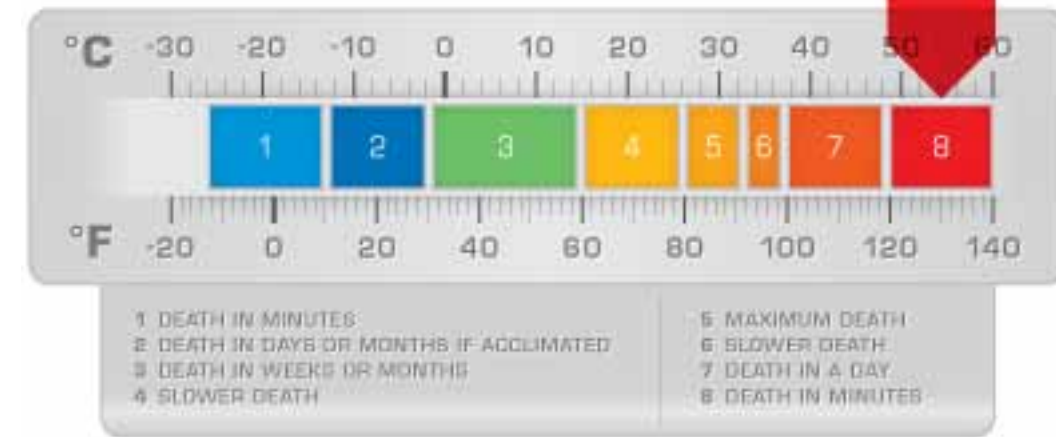 °C -30 -20 -10 0 10 20 30 40 50 60
1 2 3 4 5 6 7 8
°F -20 0 20 40 60 80 100 120 140
1 DEATH IN MINUTES
2 DEATH IN DAYS OR MONTHS IF ACCLIMATED
3 DEATH IN WEEKS OR MONTHS
4 SLOWER DEATH
5 MAXIMUM DEATH
6 SLOWER DEATH
7 DEATH IN A DAY
8 DEATH IN MINUTES